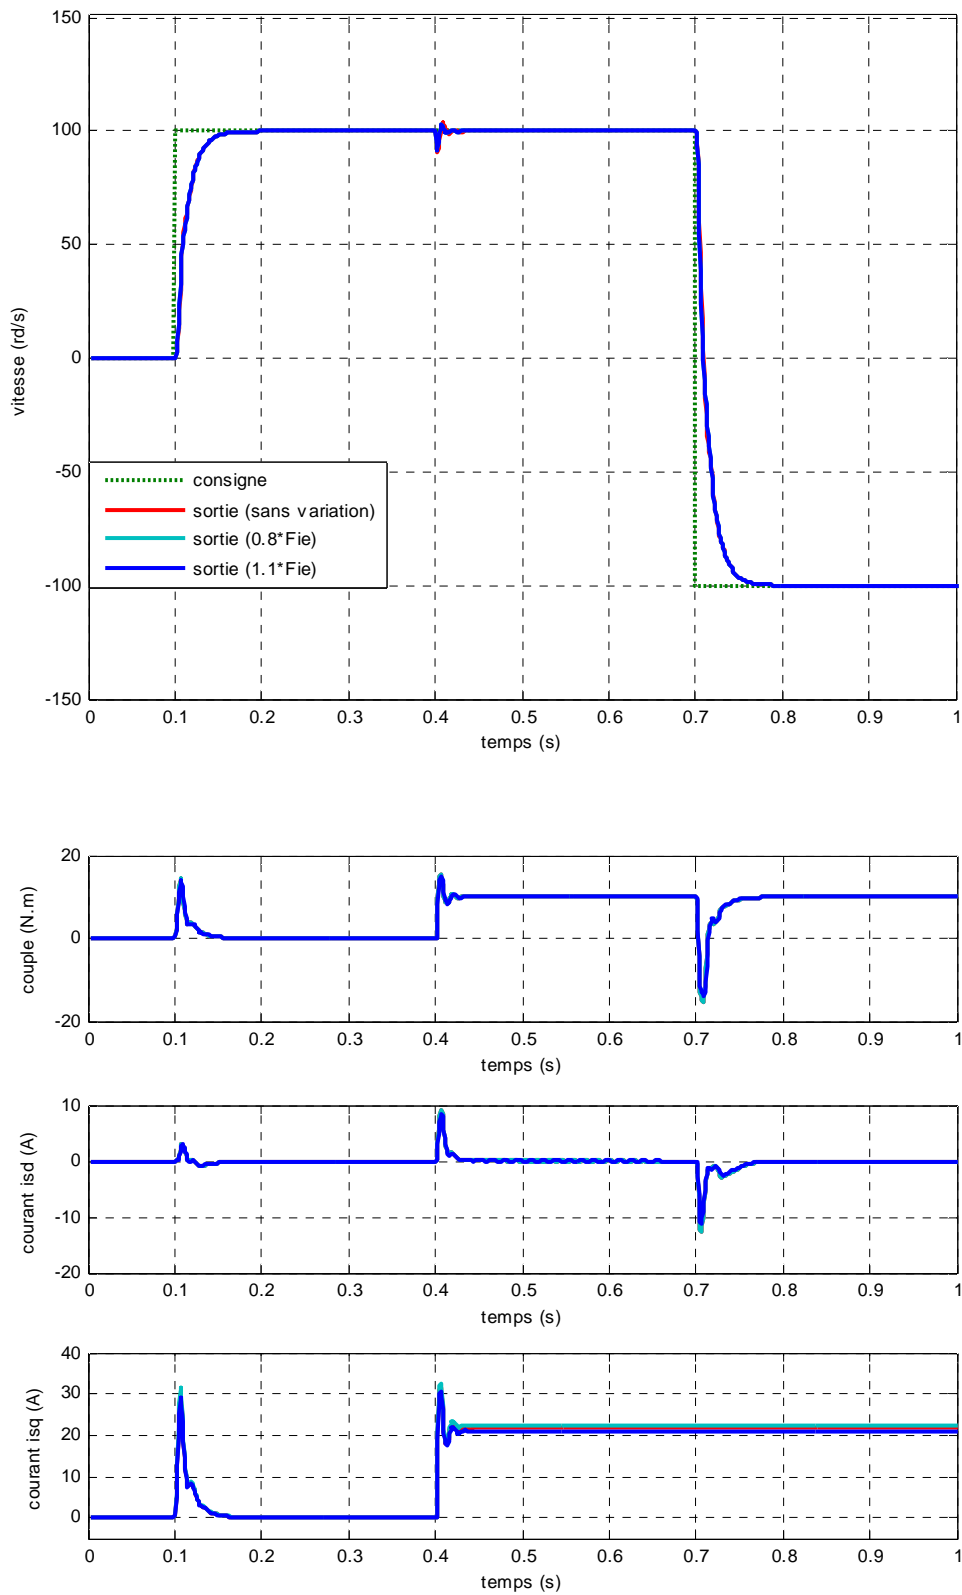 150
100
50
0
-50
-100
-150
vitesse (rd/s)
consigne
sortie (sans variation)
sortie (0.8*Fie)
sortie (1.1*Fie)
0 0.1 0.2 0.3 0.4 0.5 0.6 0.7 0.8 0.9 1
temps (s)
20
0
-20
couple (N.m)
0 0.1 0.2 0.3 0.4 0.5 0.6 0.7 0.8 0.9 1
temps (s)
10
0
-10
-20
courant isd (A)
0 0.1 0.2 0.3 0.4 0.5 0.6 0.7 0.8 0.9 1
temps (s)
40
30
20
10
0
courant isq (A)
0 0.1 0.2 0.3 0.4 0.5 0.6 0.7 0.8 0.9 1
temps (s)